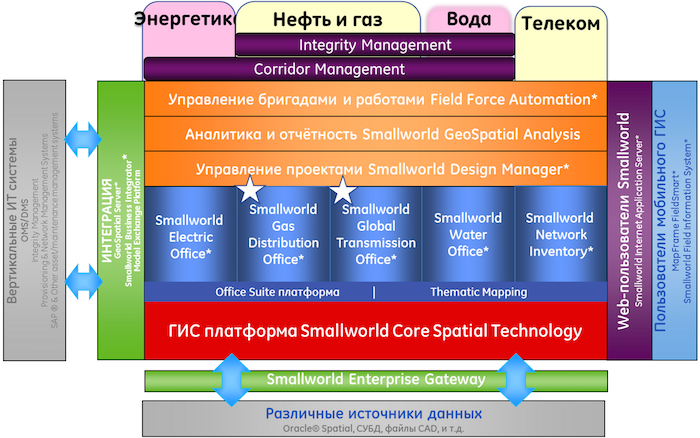 Энергетика
Нефть и газ
Вода
Телеком
Integrity Management
Corridor Management
Управление бригадами и работами Field Force Automation*
Аналитика и отчётность Smallworld GeoSpatial Analysis
Управление проектами Smallworld Design Manager*
Smallworld
Electric
Office*
Smallworld
Gas
Distribution
Office*
Smallworld
Global
Transmission
Office*
Smallworld
Water
Office*
Smallworld
Network
Inventory*
Office Suite платформа | Thematic Mapping
ГИС платформа Smallworld Core Spatial Technology
Smallworld Enterprise Gateway
Различные источники данных
Oracle® Spatial, СУБД, файлы CAD, и т.д.
Вертикальные ИТ системы
OMS/DMS
Integrity Management
Provisioning & Network Management Systems
SAP ® & Other asset/maintenance management systems
ИНТЕГРАЦИЯ
GeoSpatial Server*
Smallworld Business Integrator*
Model Exchange Platform
Web-пользователи Smallworld
Smallworld Internet Application Server*
Пользователи мобильного ГИС
MapFrame FieldSmart*
Smallworld Field Information System*